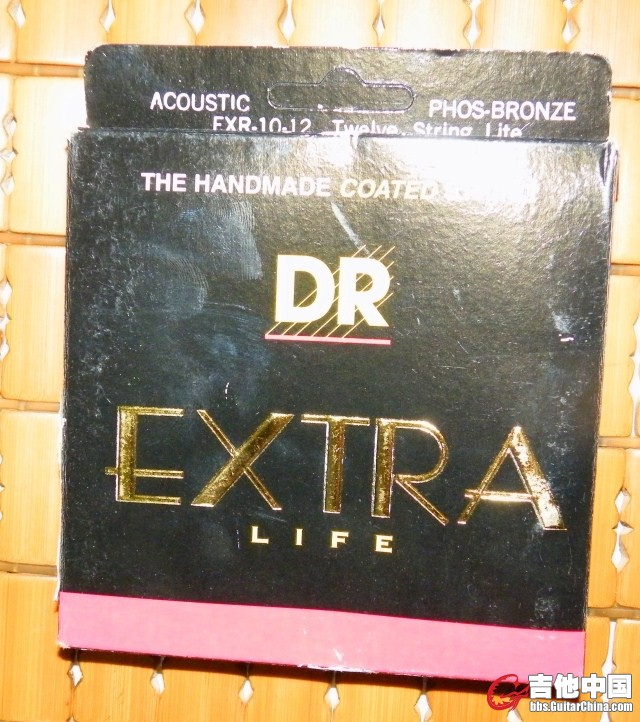 ACOUSTIC
PHOS-BRONZE
EXR-10-12 Twelve String Lite
THE HANDMADE COATED
DR
EXTRA
LIFE
吉他中国
bbs.GuitarChina.com